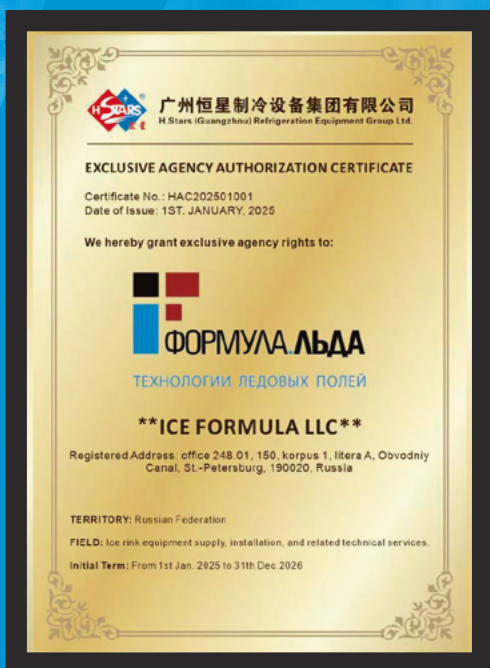 H.STARS
®
恒星
广州恒星制冷设备集团有限公司
H.Stars (Guangzhou) Refrigeration Equipment Group Ltd.
EXCLUSIVE AGENCY AUTHORIZATION CERTIFICATE
Certificate No.: HAC202501001
Date of Issue: 1ST. JANUARY, 2025
We hereby grant exclusive agency rights to:
ФОРМУЛА.ЛЬДА
ТЕХНОЛОГИИ ЛЕДОВЫХ ПОЛЕЙ
**ICE FORMULA LLC**
Registered Address: office 248.01, 150, korpus 1, litera A, Obvodniy
Canal, St.-Petersburg, 190020, Russia
TERRITORY: Russian Federation
FIELD: Ice rink equipment supply, installation, and related technical services.
Initial Term: From 1st Jan. 2025 to 31th Dec.2026